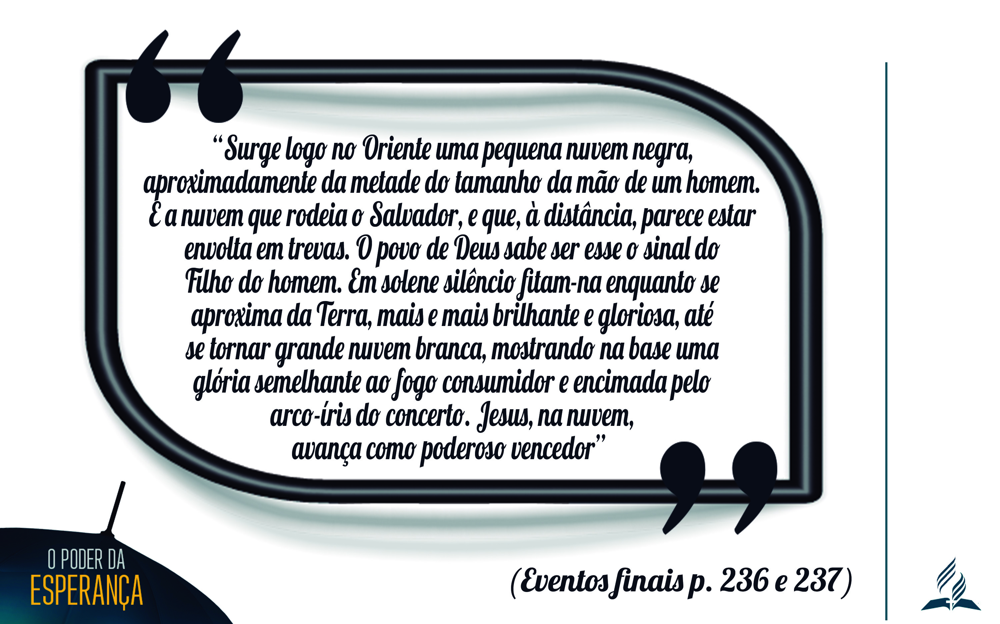 “Surge logo no Oriente uma pequena nuvem negra,
aproximadamente da metade do tamanho da mão de um homem.
É a nuvem que rodeia o Salvador, e que, à distância, parece estar
envolta em trevas. O povo de Deus sabe ser esse o sinal do
Filho do homem. Em solene silêncio fitam-na enquanto se
aproxima da Terra, mais e mais brilhante e gloriosa, até
se tornar grande nuvem branca, mostrando na base uma
glória semelhante ao fogo consumidor e encimada pelo
arco-íris do concerto. Jesus, na nuvem,
avança como poderoso vencedor”
(Eventos finais p. 236 e 237)
O PODER DA
ESPERANÇA